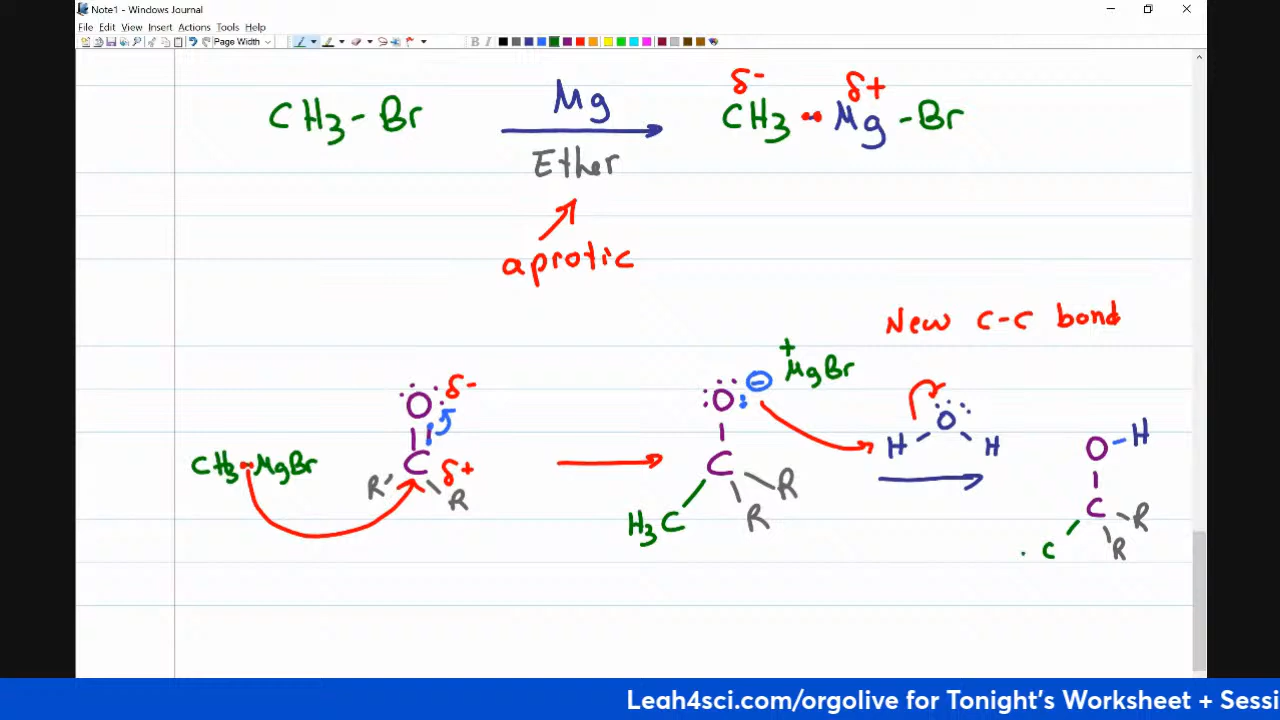 Note1 - Windows Journal
File Edit View Insert Actions Tools Help
Page Width
B I
δ- δ+
CH3-Br Mg CH3 Mg-Br
Ether
aprotic
New C-C bond
+
MgBr
O δ- O - O
H H
CH3 MgBr C δ+ C O-H
R R R R
H3C C R
C R
Leah4sci.com/orgolive for Tonight's Worksheet + Sessi